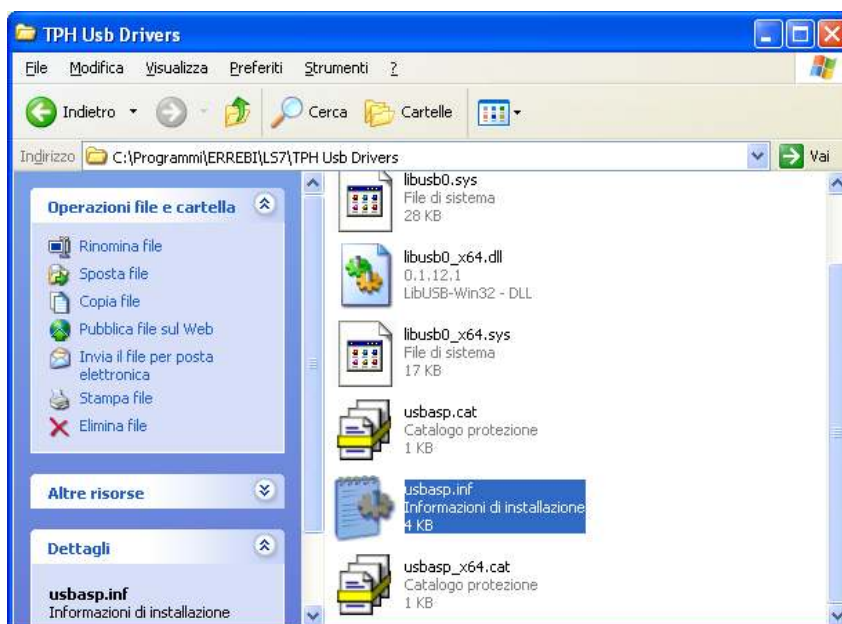 TPH Usb Drivers
File Modifica Visualizza Preferiti Strumenti ?
Indietro Cerca Cartelle
Indirizzo C:\Programmi\ERREBI\LS7\TPH Usb Drivers Vai
Operazioni file e cartella
Rinomina file
Sposta file
Copia file
Pubblica file sul Web
Invia il file per posta
elettronica
Stampa file
Elimina file
Altre risorse
Dettagli
usbasp.inf
Informazioni di installazione
libusb0.sys
File di sistema
28 KB
libusb0_x64.dll
0.1.12.1
LibUSB-Win32 - DLL
libusb0_x64.sys
File di sistema
17 KB
usbasp.cat
Catalogo protezione
1 KB
usbasp.inf
Informazioni di installazione
4 KB
usbasp_x64.cat
Catalogo protezione
1 KB